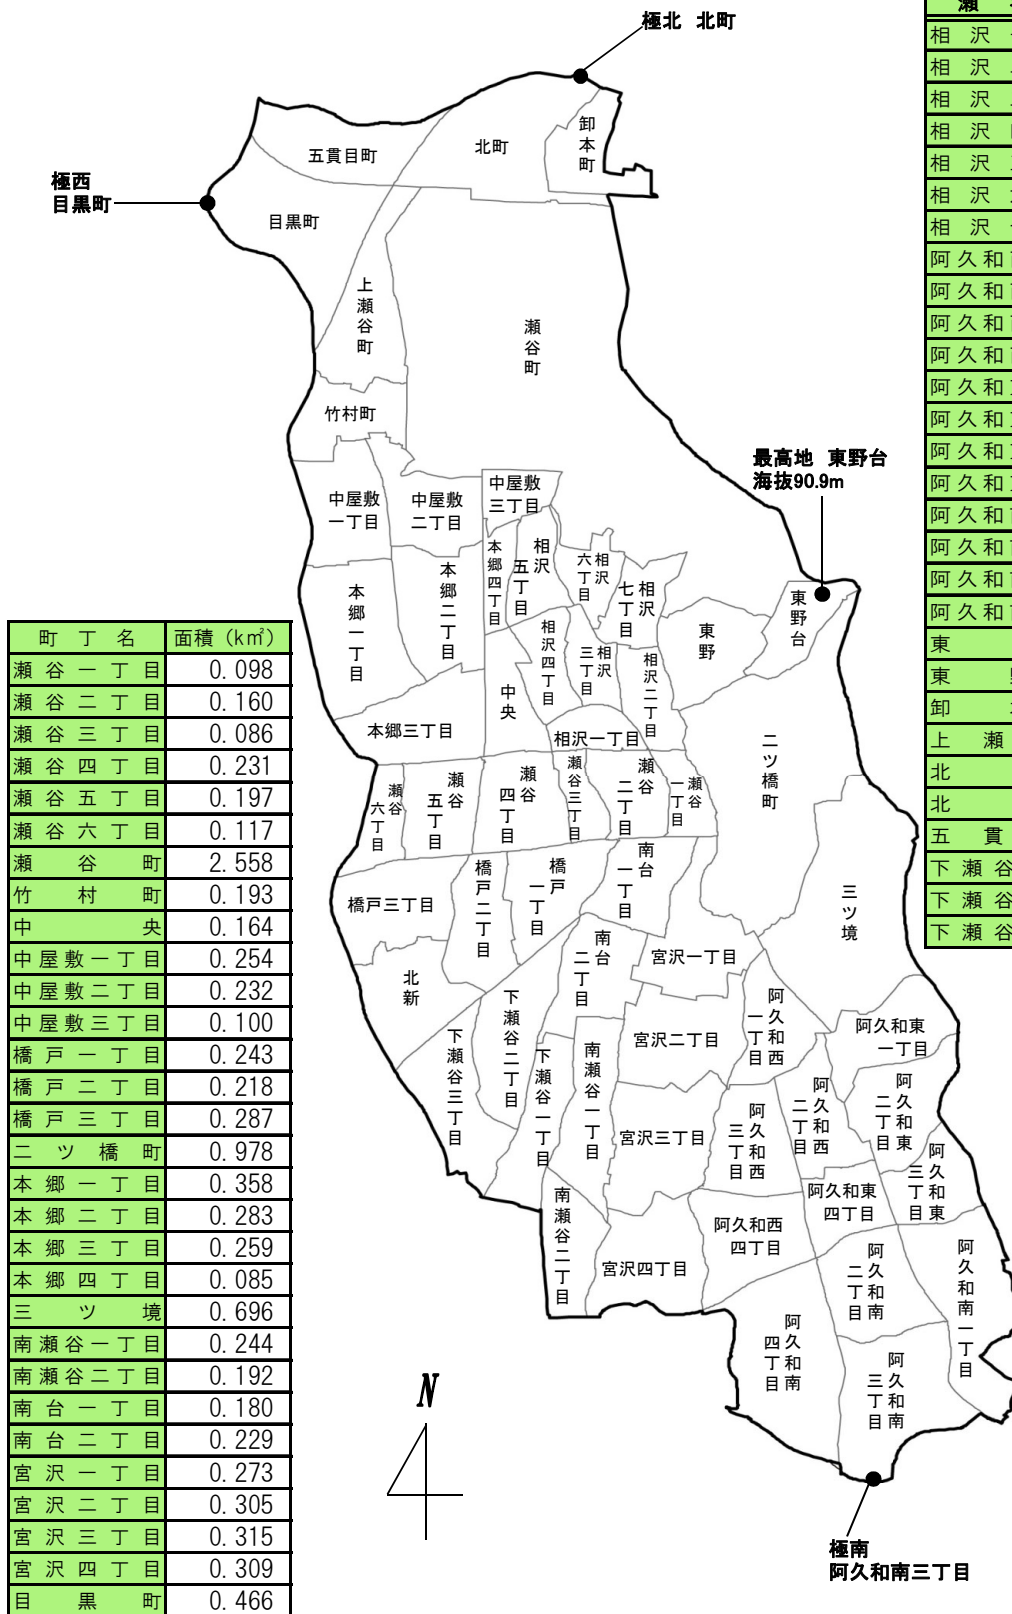 極北 北町
極西
目黒町
五貫目町
北町
卸本町
目黒町
上瀬谷町
瀬谷町
竹村町
最高地 東野台
海抜90.9m
中屋敷
一丁目
中屋敷
二丁目
中屋敷
三丁目
本郷一丁目
本郷二丁目
本郷四丁目
相沢
五丁目
相沢
六丁目
相沢
七丁目
東野
東野台
相沢四丁目
相沢
三丁目
相沢二丁目
中央
本郷三丁目
相沢一丁目
二ツ橋町
瀬谷
六丁目
瀬谷
五丁目
瀬谷
四丁目
瀬谷三丁目
瀬谷
二丁目
瀬谷
一丁目
橋戸三丁目
橋戸二丁目
橋戸
一丁目
南台
一丁目
三ツ境
北新
南台
二丁目
宮沢一丁目
下瀬谷三丁目
下瀬谷二丁目
下瀬谷一丁目
南瀬谷一丁目
宮沢二丁目
阿久和西
一丁目
阿久和東
一丁目
宮沢三丁目
阿久和西
三丁目
阿久和西
二丁目
阿久和東
二丁目
阿久和東
三丁目
阿久和東
四丁目
南瀬谷二丁目
宮沢四丁目
阿久和西
四丁目
阿久和南
二丁目
阿久和南一丁目
阿久和南
四丁目
阿久和南
三丁目
N
極南
阿久和南三丁目
町丁名 面積（k㎡）
瀬谷一丁目 0.098
瀬谷二丁目 0.160
瀬谷三丁目 0.086
瀬谷四丁目 0.231
瀬谷五丁目 0.197
瀬谷六丁目 0.117
瀬谷町 2.558
竹村町 0.193
中央 0.164
中屋敷一丁目 0.254
中屋敷二丁目 0.232
中屋敷三丁目 0.100
橋戸一丁目 0.243
橋戸二丁目 0.218
橋戸三丁目 0.287
二ツ橋町 0.978
本郷一丁目 0.358
本郷二丁目 0.283
本郷三丁目 0.259
本郷四丁目 0.085
三ツ境 0.696
南瀬谷一丁目 0.244
南瀬谷二丁目 0.192
南台一丁目 0.180
南台二丁目 0.229
宮沢一丁目 0.273
宮沢二丁目 0.305
宮沢三丁目 0.315
宮沢四丁目 0.309
目黒町 0.466
瀬
相沢
相沢
相沢
相沢
相沢
相沢
相沢
阿久和
阿久和
阿久和
阿久和
阿久和
阿久和
阿久和
阿久和
阿久和
阿久和
阿久和
阿久和
東
東
卸
上瀬
北
北
五貫
下瀬谷
下瀬谷
下瀬谷